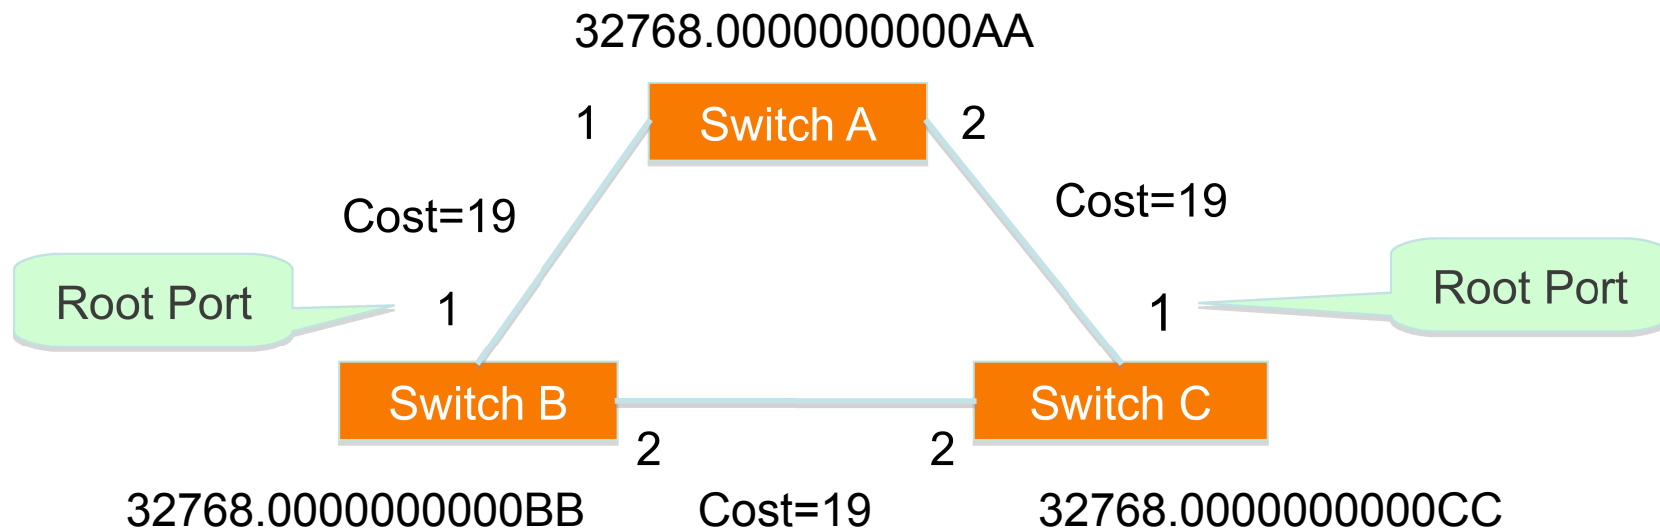 32768.0000000000AA
1
Switch A
2
Cost=19
Cost=19
Root Port
1
1
Root Port
Switch B
Switch C
2
2
32768.0000000000BB
Cost=19
32768.0000000000CC